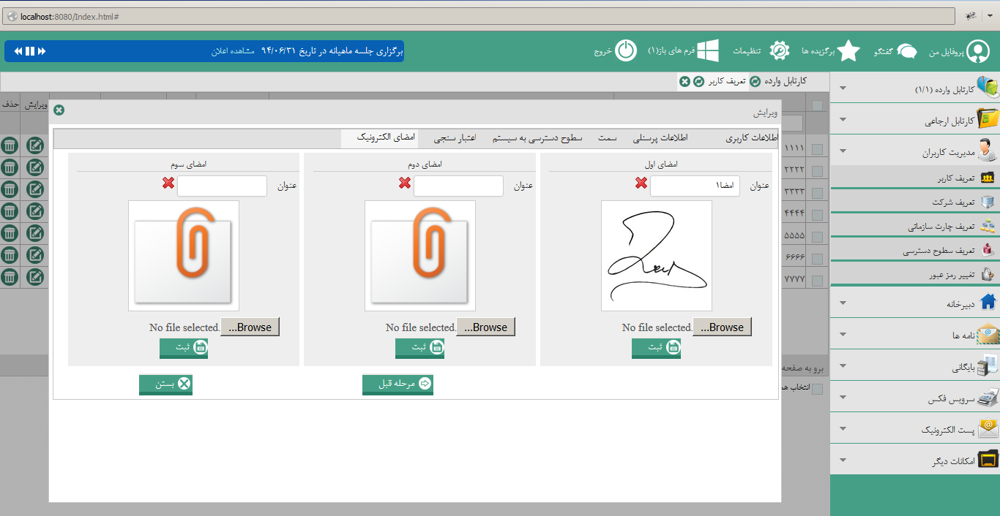 localhost:8080/Index.html#
پروفایل من
گفتگو
برگزیده ها
تنظیمات
فرم های باز(۱)
خروج
برگزاری جلسه ماهیانه در تاریخ ۹۴/۰۶/۳۱ مشاهده اعلان
کارتابل وارده
تعریف کاربر
کارتابل وارده (۱/۱)
کارتابل ارجاعی
مدیریت کاربران
تعریف کاربر
تعریف شرکت
تعریف چارت سازمانی
تعریف سطوح دسترسی
تغییر رمز عبور
دبیرخانه
نامه ها
بایگانی
سرویس فکس
پست الکترونیک
امکانات دیگر
ویرایش
حذف
۱۱۱۱
۲۲۲۲
۳۳۳۳
۴۴۴۴
۵۵۵۵
۶۶۶۶
۷۷۷۷
برو به صفحه
انتخاب هم
ویرایش
اطلاعات کاربری
اطلاعات پرسنلی
سمت
سطوح دسترسی به سیستم
اعتبار سنجی
امضای الکترونیک
امضای اول
عنوان
امضا۱
No file selected. Browse...
ثبت
امضای دوم
عنوان
No file selected. Browse...
ثبت
امضای سوم
عنوان
No file selected. Browse...
ثبت
مرحله قبل
بستن